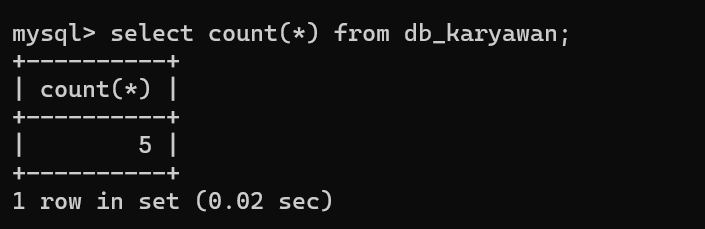 mysql> select count(*) from db_karyawan;
+----------+
| count(*) |
+----------+
|        5 |
+----------+
1 row in set (0.02 sec)